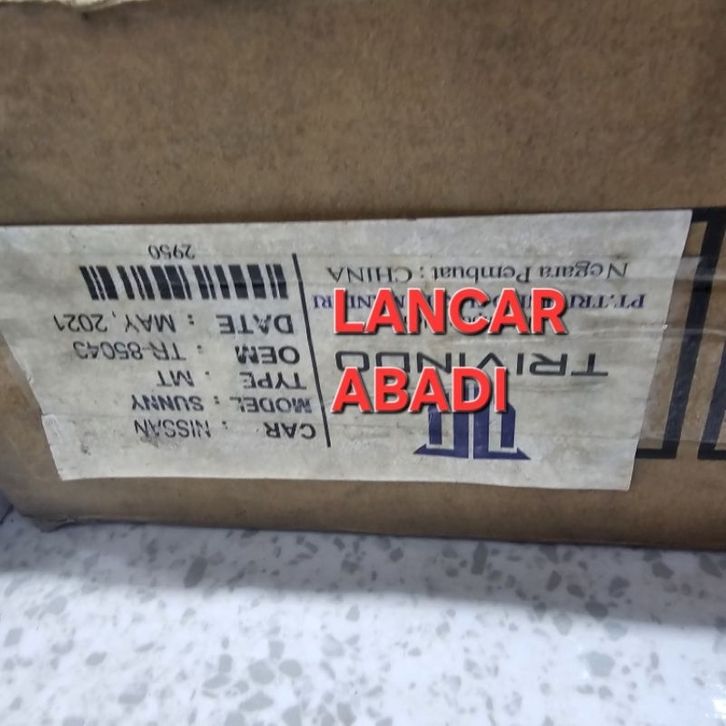 LANCAR
ABADI
CAR : NISSAN
MODEL : SUNNY
TYPE : MT
OEM : TR-85043
DATE : MAY, 2021
2950
TRIVINDO
Negara Pembuat : CHINA